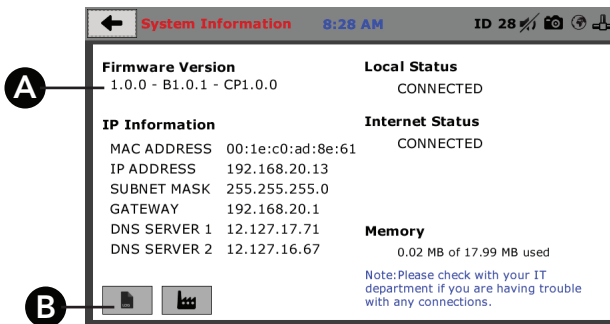 System Information 8:28 AM ID 28
Firmware Version
1.0.0 - B1.0.1 - CP1.0.0
A
IP Information
MAC ADDRESS 00:1e:c0:ad:8e:61
IP ADDRESS 192.168.20.13
SUBNET MASK 255.255.255.0
GATEWAY 192.168.20.1
DNS SERVER 1 12.127.17.71
DNS SERVER 2 12.127.16.67
B
Local Status
CONNECTED
Internet Status
CONNECTED
Memory
0.02 MB of 17.99 MB used
Note:Please check with your IT
department if you are having trouble
with any connections.